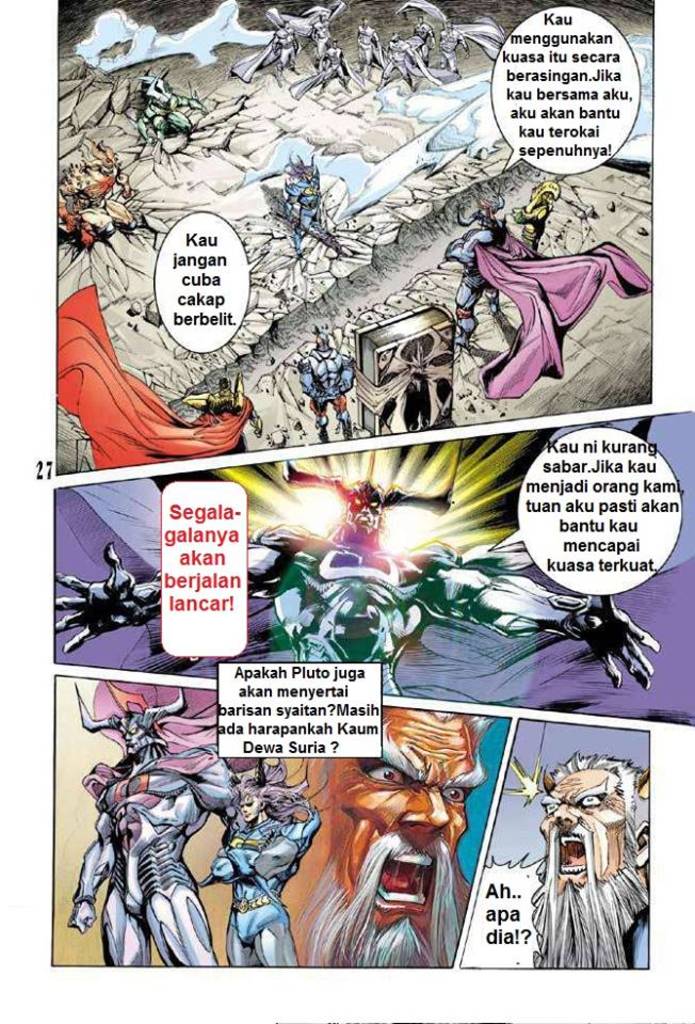 Kau
menggunakan
kuasa itu secara
berasingan.Jika
kau bersama aku,
aku akan bantu
kau terokai
sepenuhnya!
Kau
jangan
cuba
cakap
berbelit.
27
Kau ni kurang
sabar.Jika kau
menjadi orang kami,
tuan aku pasti akan
bantu kau
mencapai
kuasa terkuat.
Segala-
galanya
akan
berjalan
lancar!
Apakah Pluto juga
akan menyertai
barisan syaitan?Masih
ada harapankah Kaum
Dewa Suria ?
Ah..
apa
dia!?